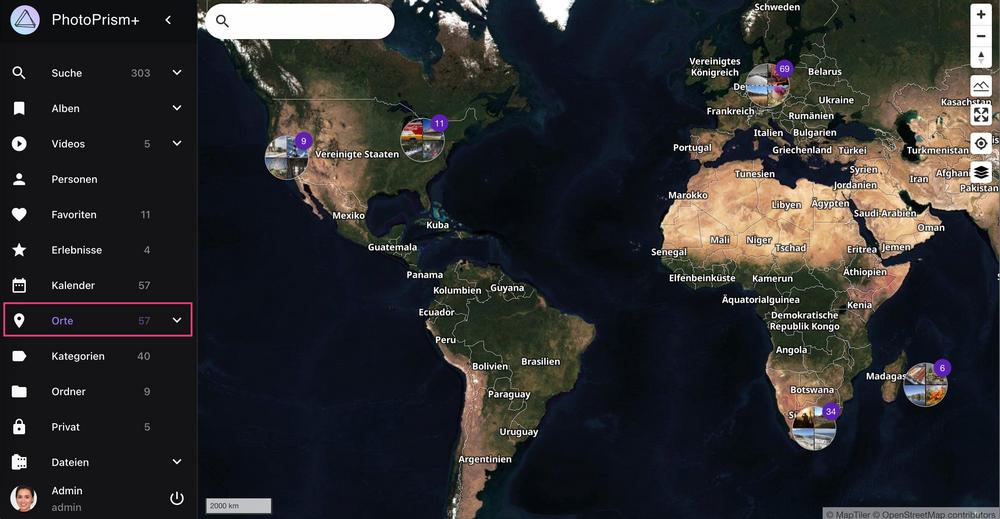 PhotoPrism+
Suche 303
Alben
Videos 5
Personen
Favoriten 11
Erlebnisse 4
Kalender 57
Orte 57
Kategorien 40
Ordner 9
Privat 5
Dateien
Admin
admin
Schweden
Vereinigtes
Königreich
69
Belarus
De
Ukraine
Kasachstan
Frankreich
Rumänien
11
Italien
Bulgarien
9
Vereinigte Staaten
Portugal
Griechenland
Türkei
Turkmenistan
Tunesien
Syrien
Iran
Afghani
Jordanien
Pakistan
Marokko
Libyen
Ägypten
Saudi-Arabien
Mexiko
Kuba
Oman
Guatemala
Senegal
Mali
Niger
Tschad
Eritrea
Jemen
Panama
Elfenbeinküste
Kamerun
Äthiopien
Kolumbien
Guyana
Äquatorialguinea
Kenia
Ecuador
Demokratische
Republik Kongo
Peru
Angola
Bolivien
Brasilien
Madagas
6
Paraguay
Botswana
34
Uruguay
Argentinien
2000 km
© MapTiler © OpenStreetMap contributors